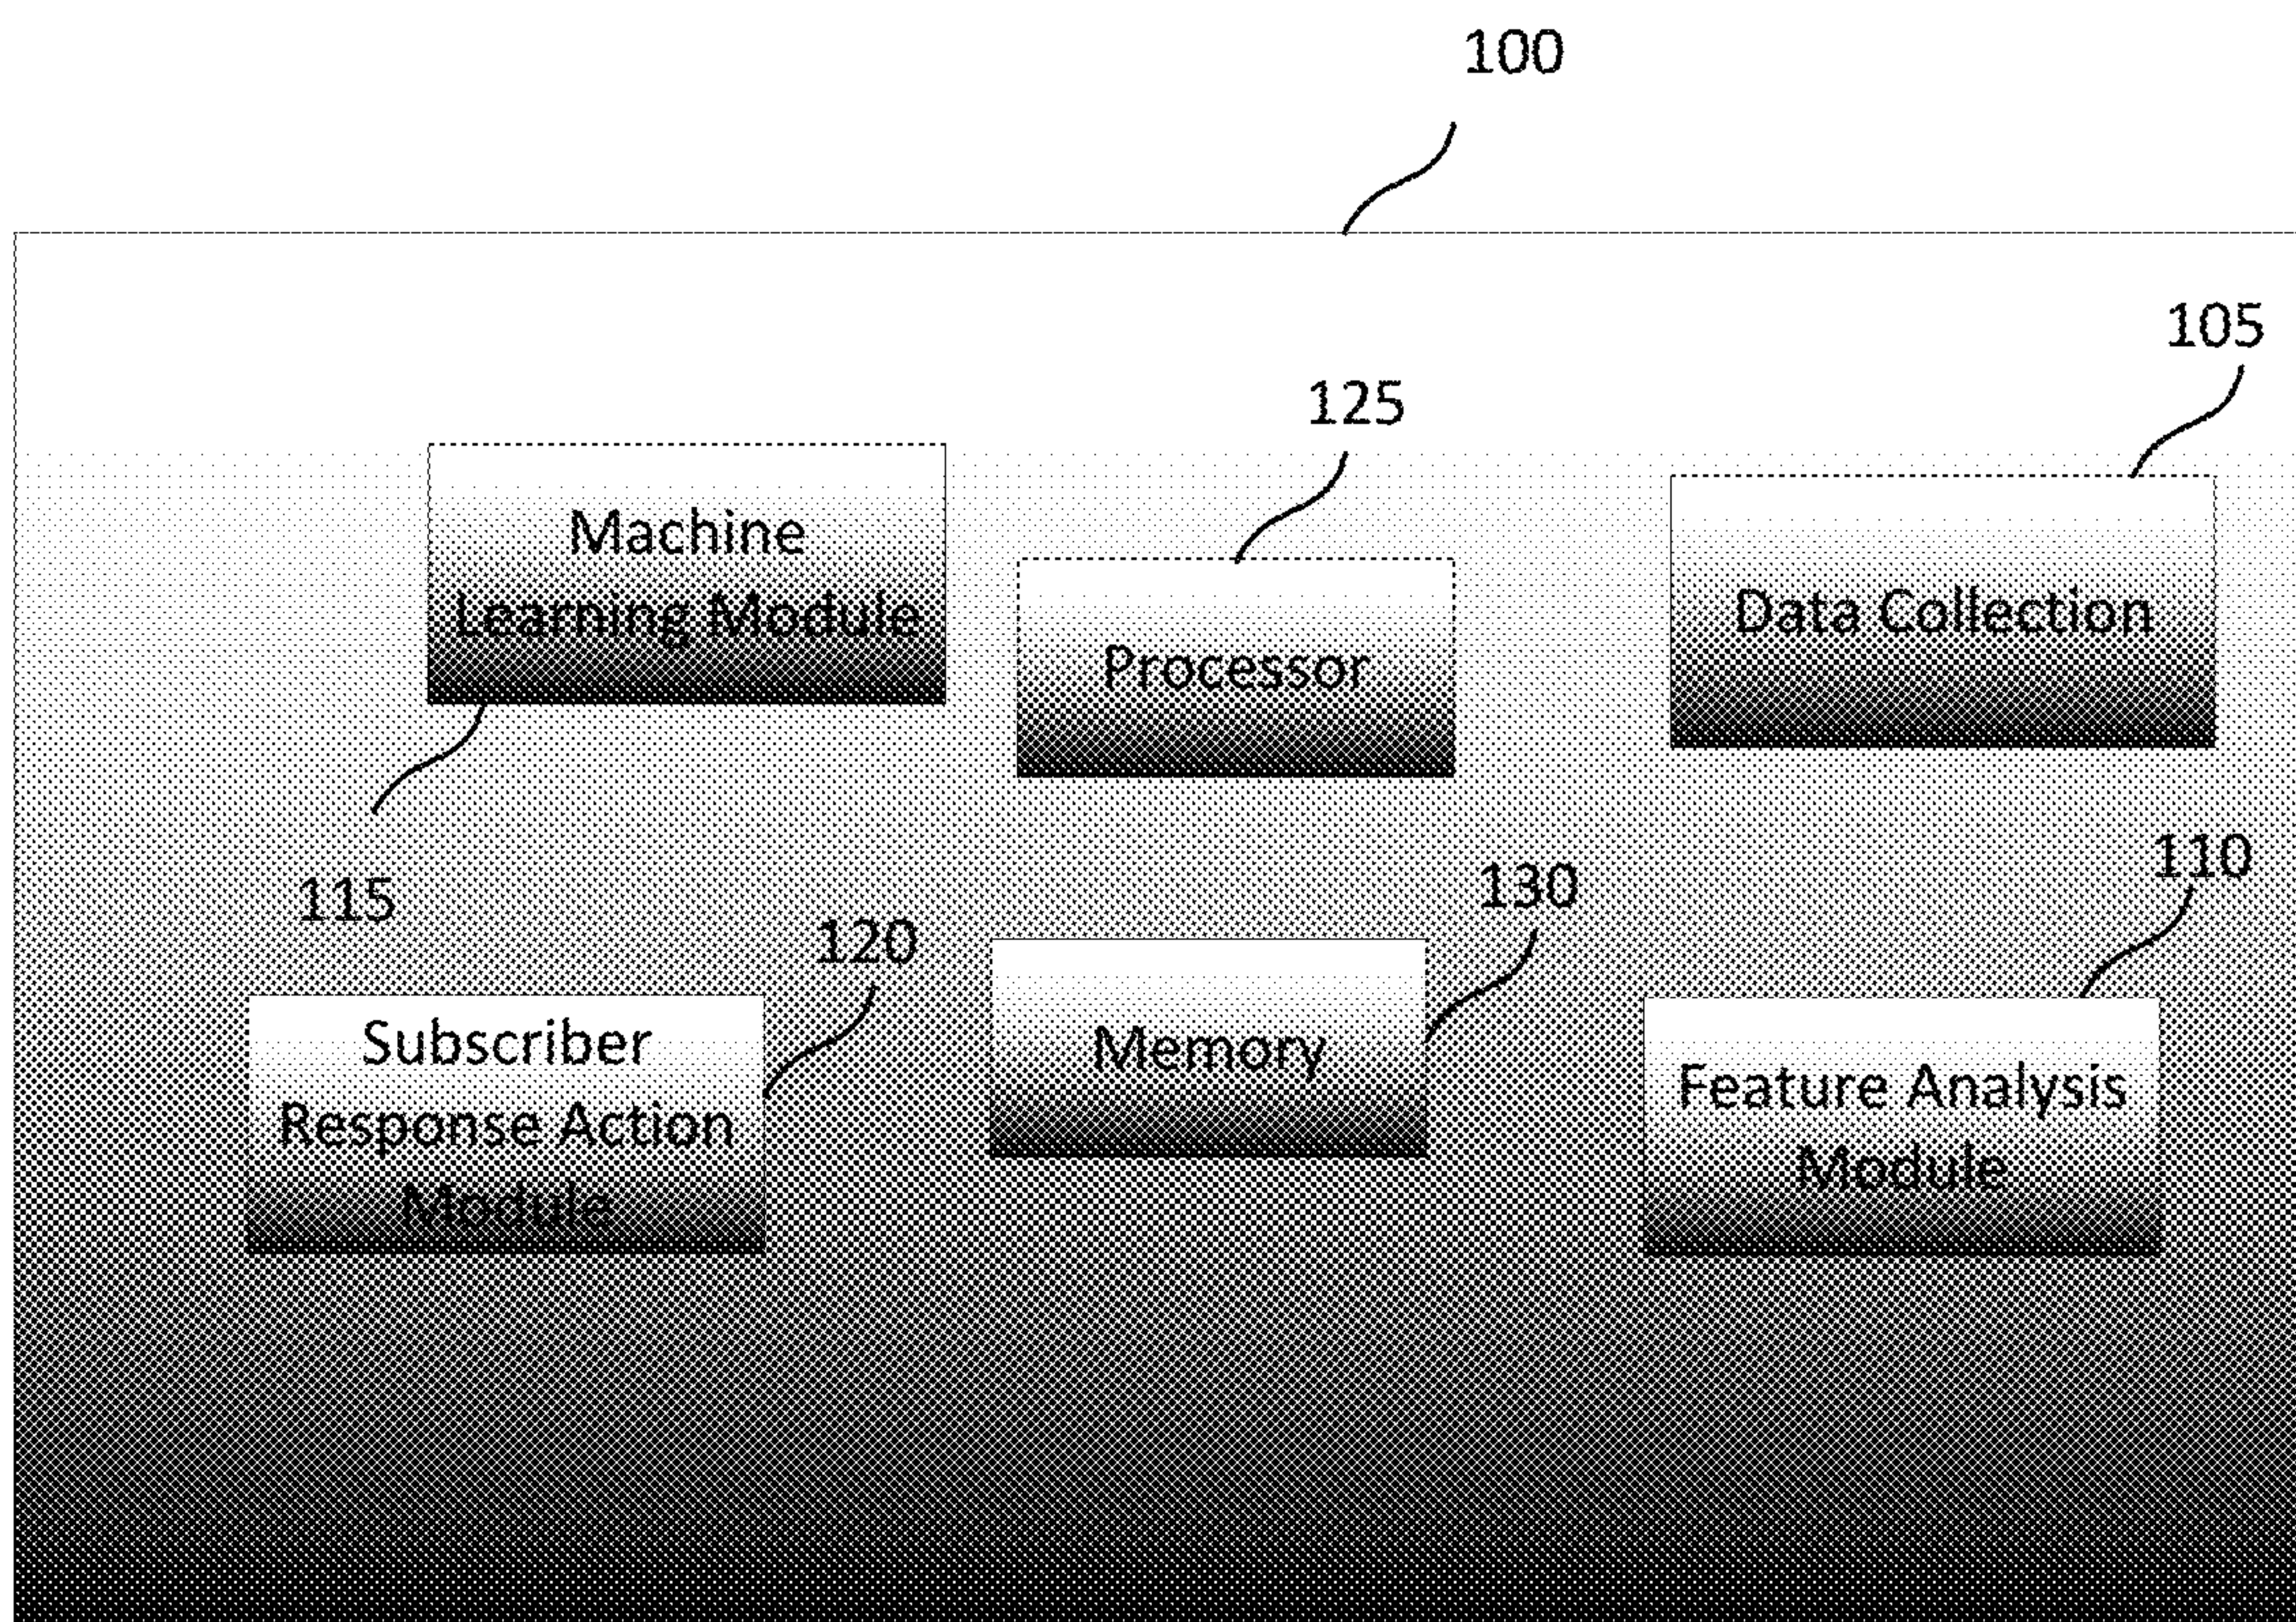 100
105
125
Machine
Learning Module
Processor
Data Collection
115
120
130
110
Subscriber
Response Action
Module
Memory
Feature Analysis
Module